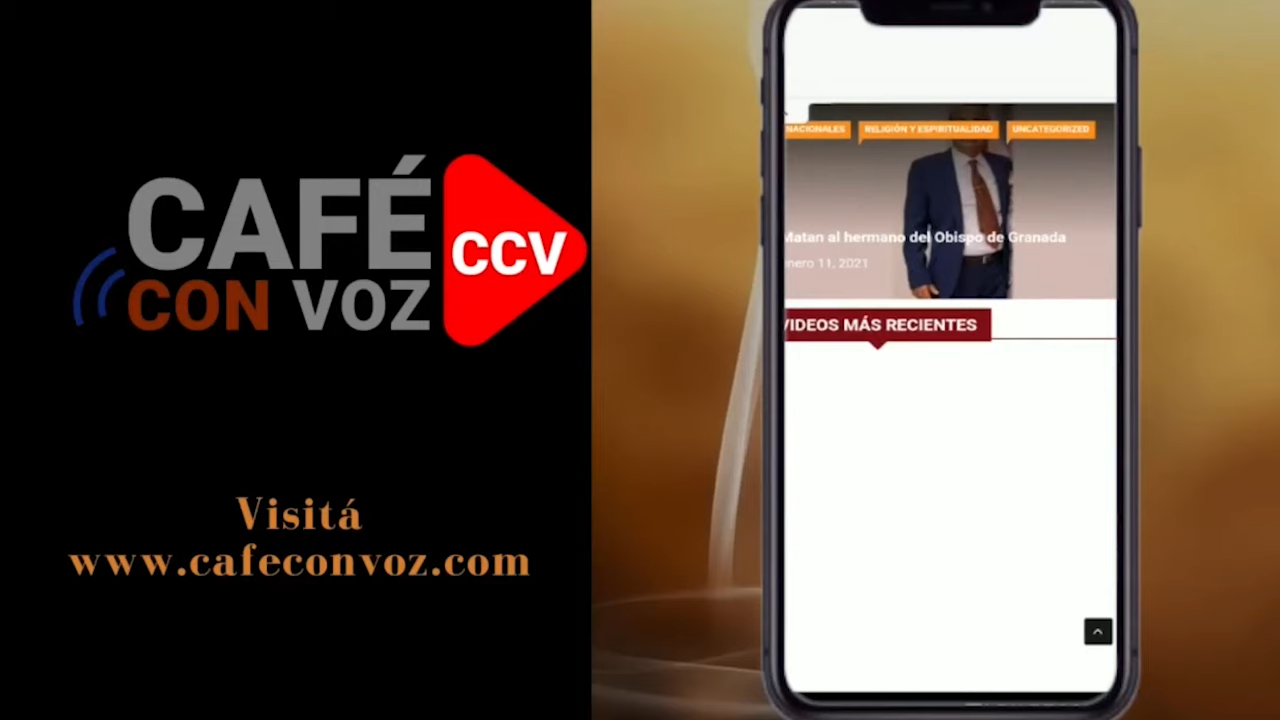 CAFÉ
CON VOZ
CCV
Visitá
www.cafeconvoz.com
NACIONALES
RELIGIÓN Y ESPIRITUALIDAD
UNCATEGORIZED
Matan al hermano del Obispo de Granada
enero 11, 2021
VIDEOS MÁS RECIENTES